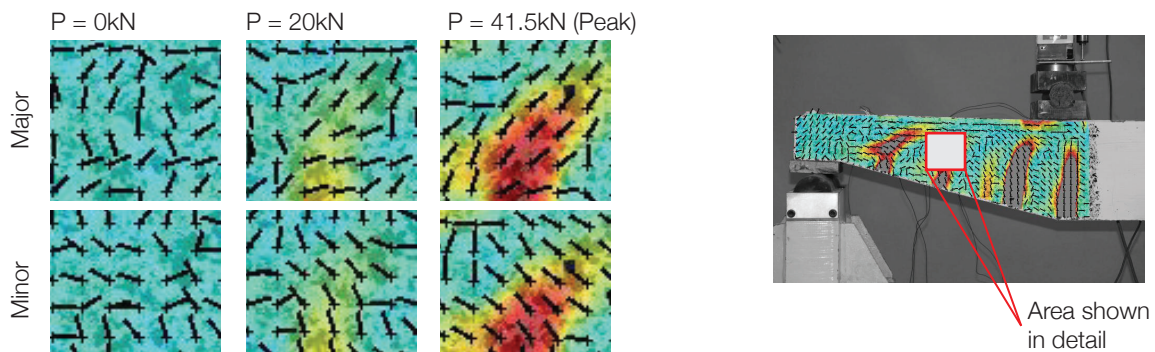 P = 0kN
P = 20kN
P = 41.5kN (Peak)
Major
Minor
Area shown
in detail